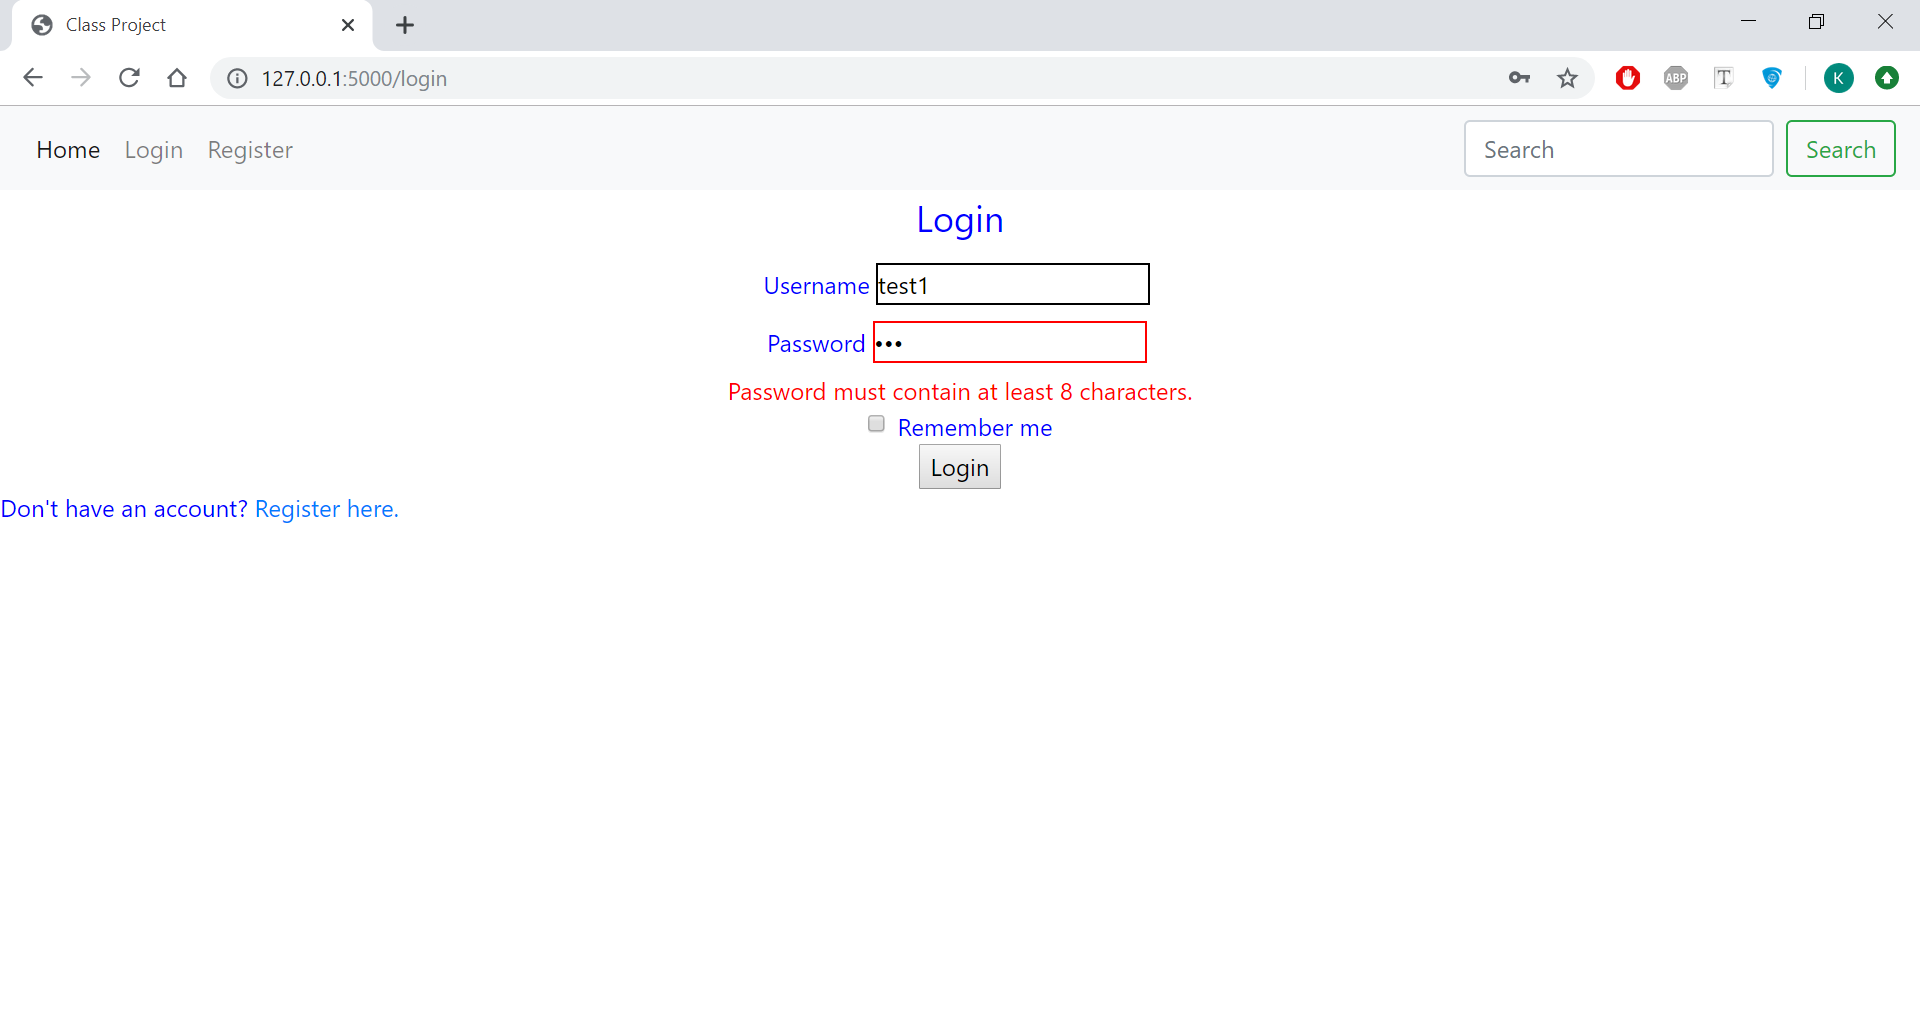 Class Project
127.0.0.1:5000/login
ABP
T
K
Home Login Register Search Search
Login
Username test1
Password •••
Password must contain at least 8 characters.
Remember me
Login
Don't have an account? Register here.